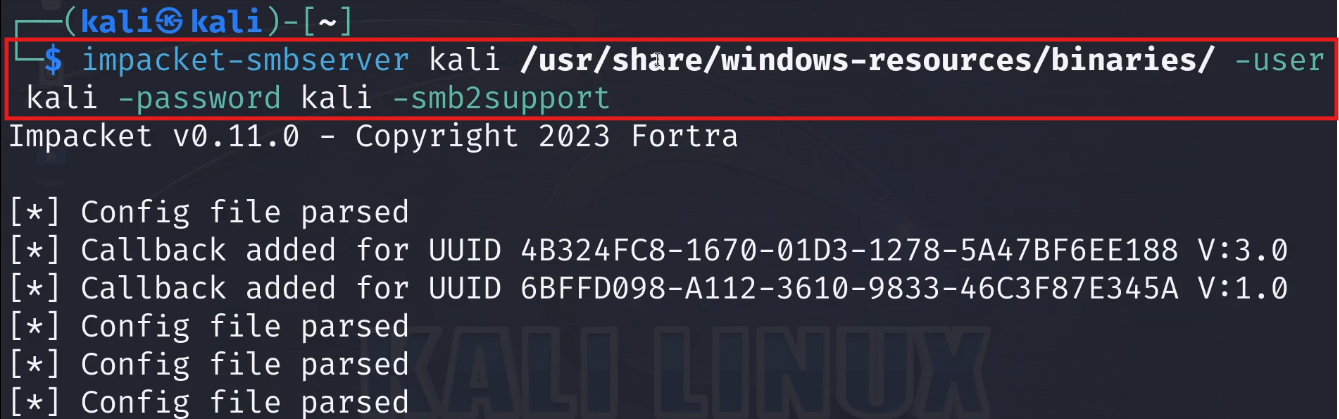 ┌──(kali㉿kali)-[~]
└─$ impacket-smbserver kali /usr/share/windows-resources/binaries/ -user
kali -password kali -smb2support
Impacket v0.11.0 - Copyright 2023 Fortra
[*] Config file parsed
[*] Callback added for UUID 4B324FC8-1670-01D3-1278-5A47BF6EE188 V:3.0
[*] Callback added for UUID 6BFFD098-A112-3610-9833-46C3F87E345A V:1.0
[*] Config file parsed
[*] Config file parsed
[*] Config file parsed
KALI LINUX